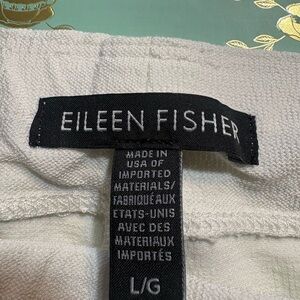 EILEEN FISHER
MADE IN
USA OF
IMPORTED
MATERIALS/
FABRIQUÉ AUX
ETATS-UNIS
AVEC DES
MATERIAUX
IMPORTÉS
L/G